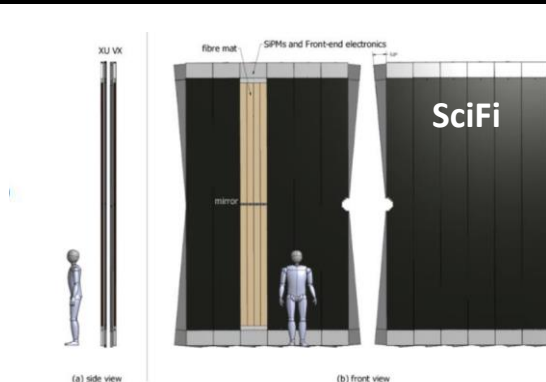 XU VX
fibre mat
SiPMs and Front-end electronics
SciFi
mirror
(a) side view
(b) front view